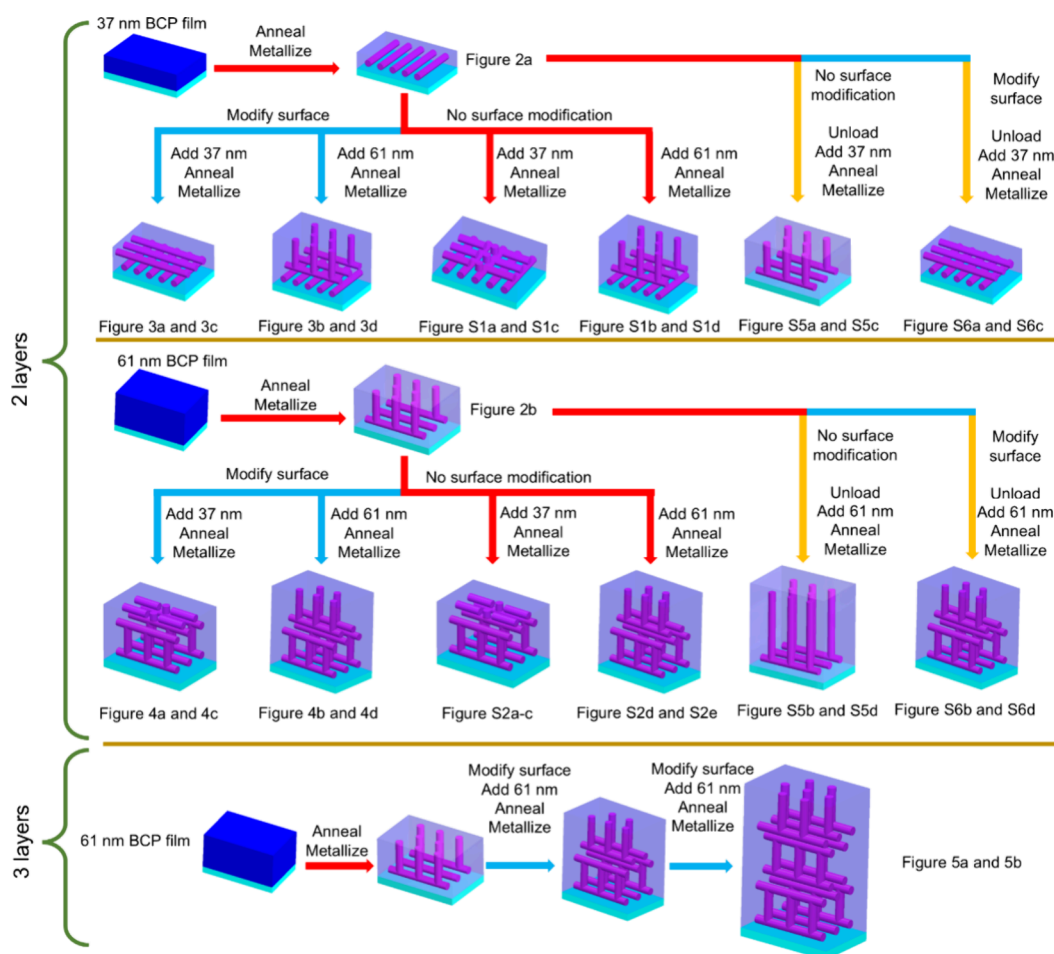 37 nm BCP film
Anneal
Metallize
Figure 2a
No surface
modification
Modify
surface
Modify surface
No surface modification
Unload
Add 37 nm
Anneal
Metallize
Unload
Add 37 nm
Anneal
Metallize
Add 37 nm
Anneal
Metallize
Add 61 nm
Anneal
Metallize
Add 37 nm
Anneal
Metallize
Add 61 nm
Anneal
Metallize
Figure 3a and 3c
Figure 3b and 3d
Figure S1a and S1c
Figure S1b and S1d
Figure S5a and S5c
Figure S6a and S6c
2 layers
61 nm BCP film
Anneal
Metallize
Figure 2b
No surface
modification
Modify
surface
Modify surface
No surface modification
Unload
Add 61 nm
Anneal
Metallize
Unload
Add 61 nm
Anneal
Metallize
Add 37 nm
Anneal
Metallize
Add 61 nm
Anneal
Metallize
Add 37 nm
Anneal
Metallize
Add 61 nm
Anneal
Metallize
Figure 4a and 4c
Figure 4b and 4d
Figure S2a-c
Figure S2d and S2e
Figure S5b and S5d
Figure S6b and S6d
3 layers
61 nm BCP film
Anneal
Metallize
Modify surface
Add 61 nm
Anneal
Metallize
Modify surface
Add 61 nm
Anneal
Metallize
Figure 5a and 5b